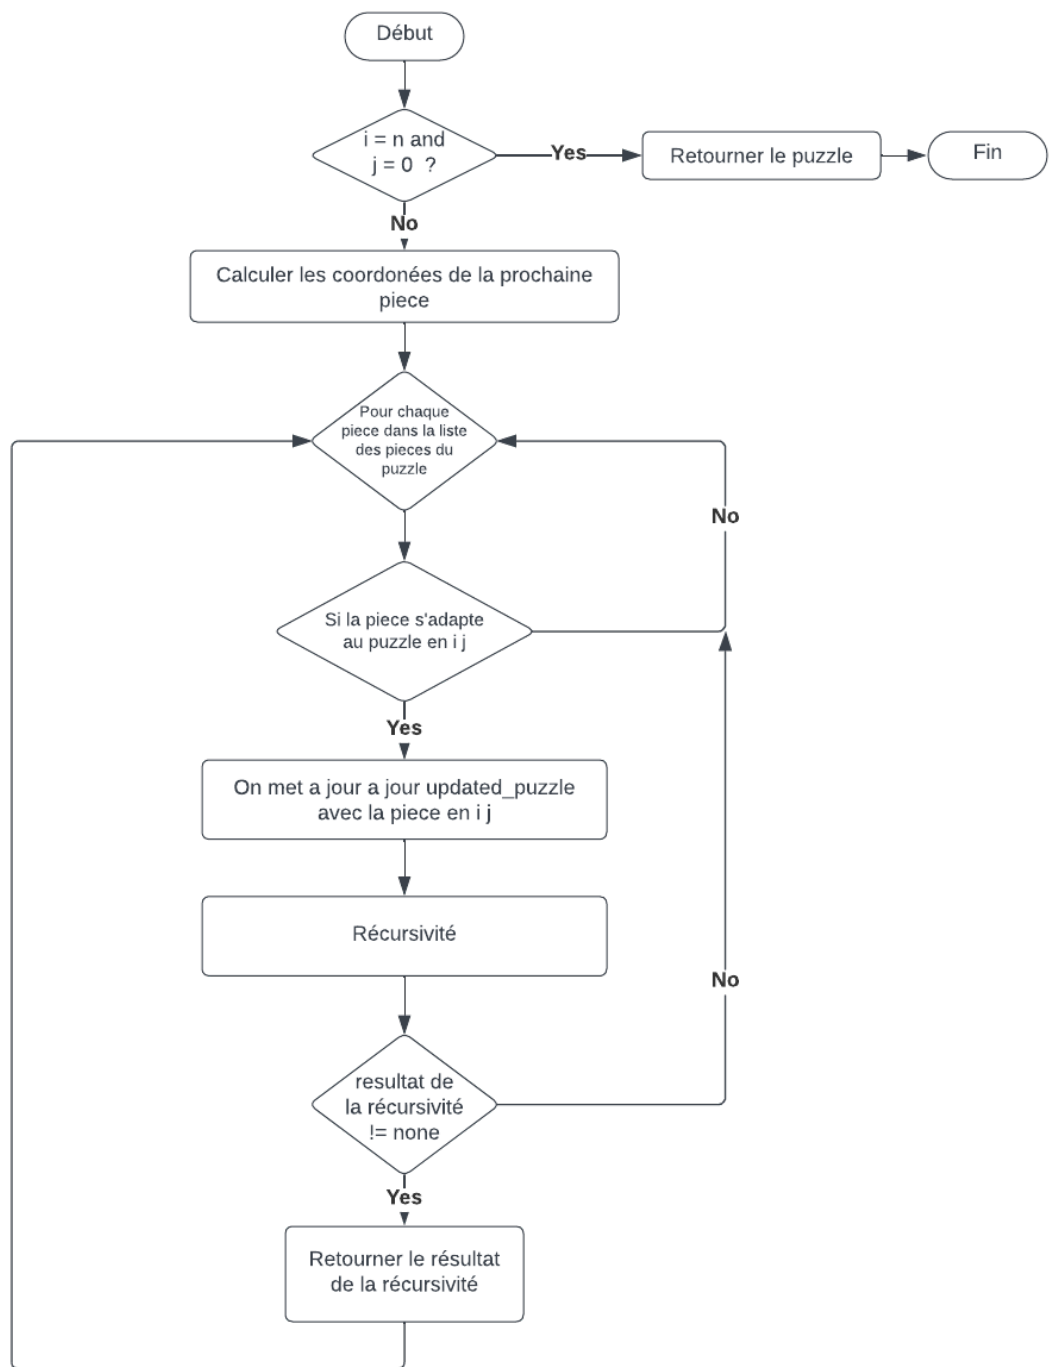 Début
i = n and
j = 0 ?
Yes
Retourner le puzzle
Fin
No
Calculer les coordonées de la prochaine
piece
Pour chaque
piece dans la liste
des pieces du
puzzle
No
Si la piece s'adapte
au puzzle en i j
Yes
On met a jour a jour updated_puzzle
avec la piece en i j
Récursivité
No
resultat de
la récursivité
!= none
Yes
Retourner le résultat
de la récursivité